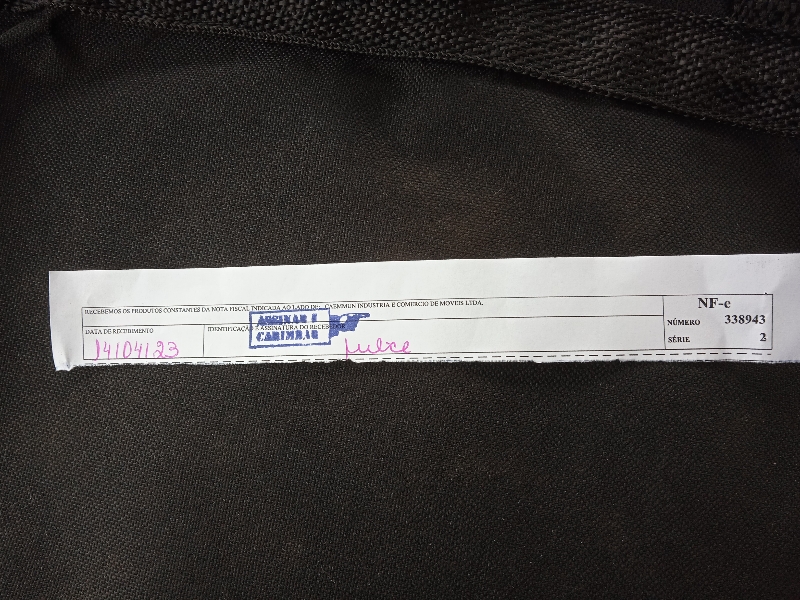 RECEBEMOS OS PRODUTOS CONSTANTES DA NOTA FISCAL INDICADA AO LADO DE: CAEMMUN INDUSTRIA E COMERCIO DE MOVEIS LTDA.
NF-e
NÚMERO 338943
SÉRIE 2
DATA DE RECEBIMENTO
14/04/23
IDENTIFICAÇÃO E ASSINATURA DO RECEBEDOR
ASSINAR E
CARIMBAR